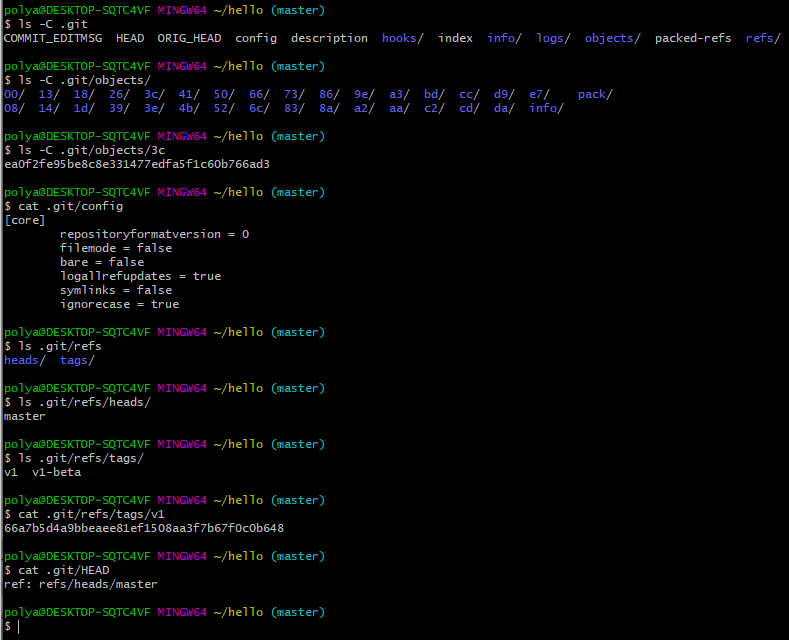 polya@DESKTOP-SQTC4VF MINGW64 ~/hello (master)
$ ls -C .git
COMMIT_EDITMSG  HEAD  ORIG_HEAD  config  description  hooks/  index  info/  logs/  objects/  packed-refs  refs/
polya@DESKTOP-SQTC4VF MINGW64 ~/hello (master)
$ ls -C .git/objects/
00/  13/  18/  26/  3c/  41/  50/  66/  73/  86/  9e/  a3/  bd/  cc/  d9/  e7/    pack/
08/  14/  1d/  39/  3e/  4b/  52/  6c/  83/  8a/  a2/  aa/  c2/  cd/  da/  info/
polya@DESKTOP-SQTC4VF MINGW64 ~/hello (master)
$ ls -C .git/objects/3c
ea0f2fe95be8c8e331477edfa5f1c60b766ad3
polya@DESKTOP-SQTC4VF MINGW64 ~/hello (master)
$ cat .git/config
[core]
        repositoryformatversion = 0
        filemode = false
        bare = false
        logallrefupdates = true
        symlinks = false
        ignorecase = true
polya@DESKTOP-SQTC4VF MINGW64 ~/hello (master)
$ ls .git/refs
heads/  tags/
polya@DESKTOP-SQTC4VF MINGW64 ~/hello (master)
$ ls .git/refs/heads/
master
polya@DESKTOP-SQTC4VF MINGW64 ~/hello (master)
$ ls .git/refs/tags/
v1  v1-beta
polya@DESKTOP-SQTC4VF MINGW64 ~/hello (master)
$ cat .git/refs/tags/v1
66a7b5d4a9bbeaee81ef1508aa3f7b67f0c0b648
polya@DESKTOP-SQTC4VF MINGW64 ~/hello (master)
$ cat .git/HEAD
ref: refs/heads/master
polya@DESKTOP-SQTC4VF MINGW64 ~/hello (master)
$